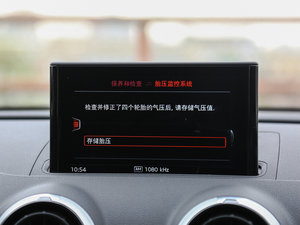 保养和检查 胎压监控系统
检查并修正了四个轮胎的气压后, 请存储气压值.
存储胎压
10:54 AM 1080 kHz